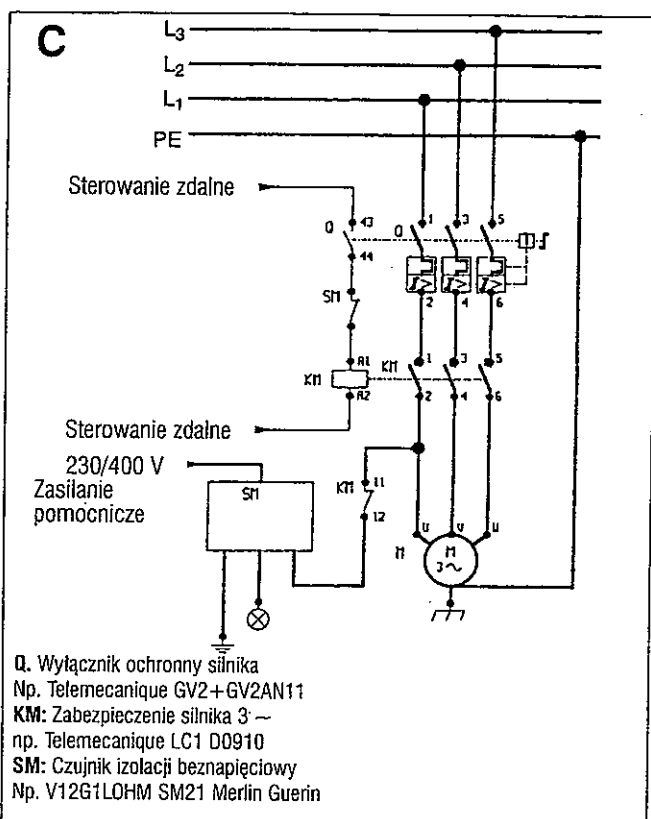 C
L3
L2
L1
PE
Sterowanie zdalne
Q 43
44
Q 1 3 5
2 4 6
SM
KM A1
A2
KM 1 3 5
2 4 6
Sterowanie zdalne
230/400 V
Zasilanie
pomocnicze
SM
KM 11
12
U V W
M
M
3~
Q. Wyłącznik ochronny silnika
Np. Telemecanique GV2+GV2AN11
KM: Zabezpieczenie silnika 3 ~
np. Telemecanique LC1 D0910
SM: Czujnik izolacji beznapięciowy
Np. V12G1LOHM SM21 Merlin Guerin